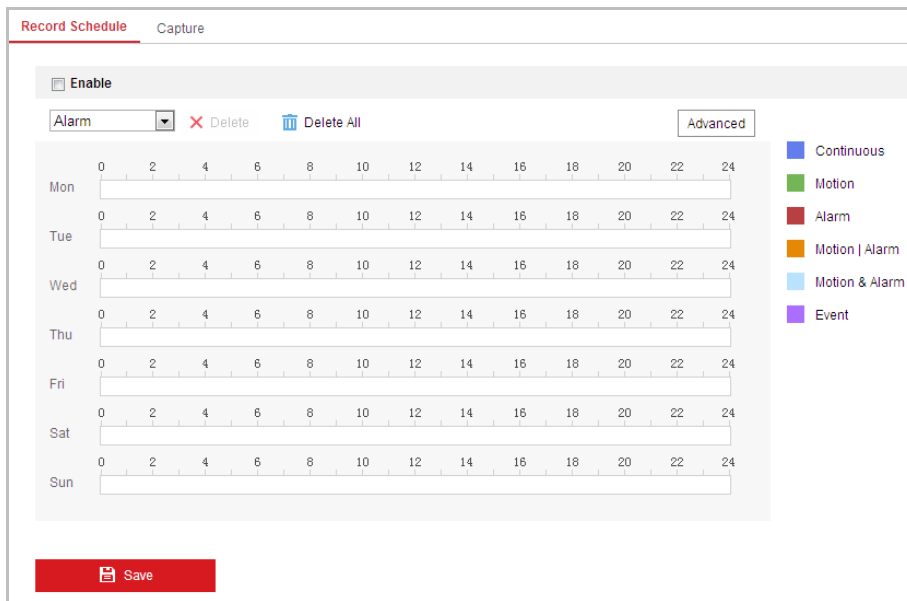 Record Schedule Capture
Enable
Alarm Delete Delete All Advanced
0 2 4 6 8 10 12 14 16 18 20 22 24
Mon
0 2 4 6 8 10 12 14 16 18 20 22 24
Tue
0 2 4 6 8 10 12 14 16 18 20 22 24
Wed
0 2 4 6 8 10 12 14 16 18 20 22 24
Thu
0 2 4 6 8 10 12 14 16 18 20 22 24
Fri
0 2 4 6 8 10 12 14 16 18 20 22 24
Sat
0 2 4 6 8 10 12 14 16 18 20 22 24
Sun
Continuous
Motion
Alarm
Motion | Alarm
Motion & Alarm
Event
Save